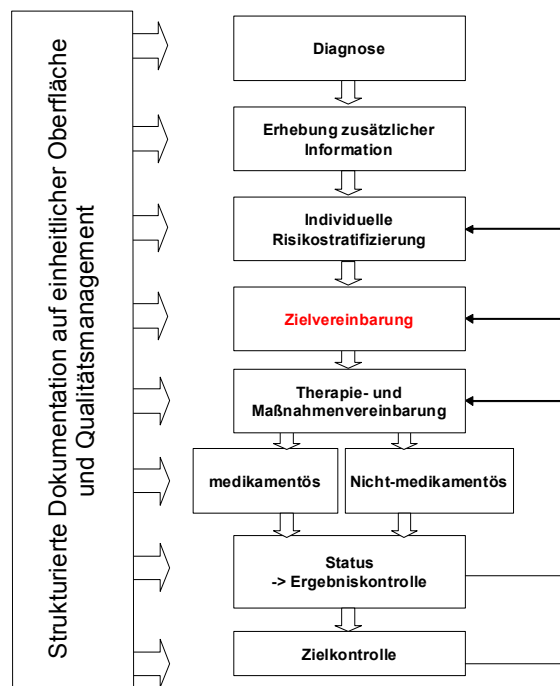 Strukturierte Dokumentation auf einheitlicher Oberfläche
und Qualitätsmanagement
Diagnose
Erhebung zusätzlicher
Information
Individuelle
Risikostratifizierung
Zielvereinbarung
Therapie- und
Maßnahmenvereinbarung
medikamentös
Nicht-medikamentös
Status
-> Ergebniskontrolle
Zielkontrolle